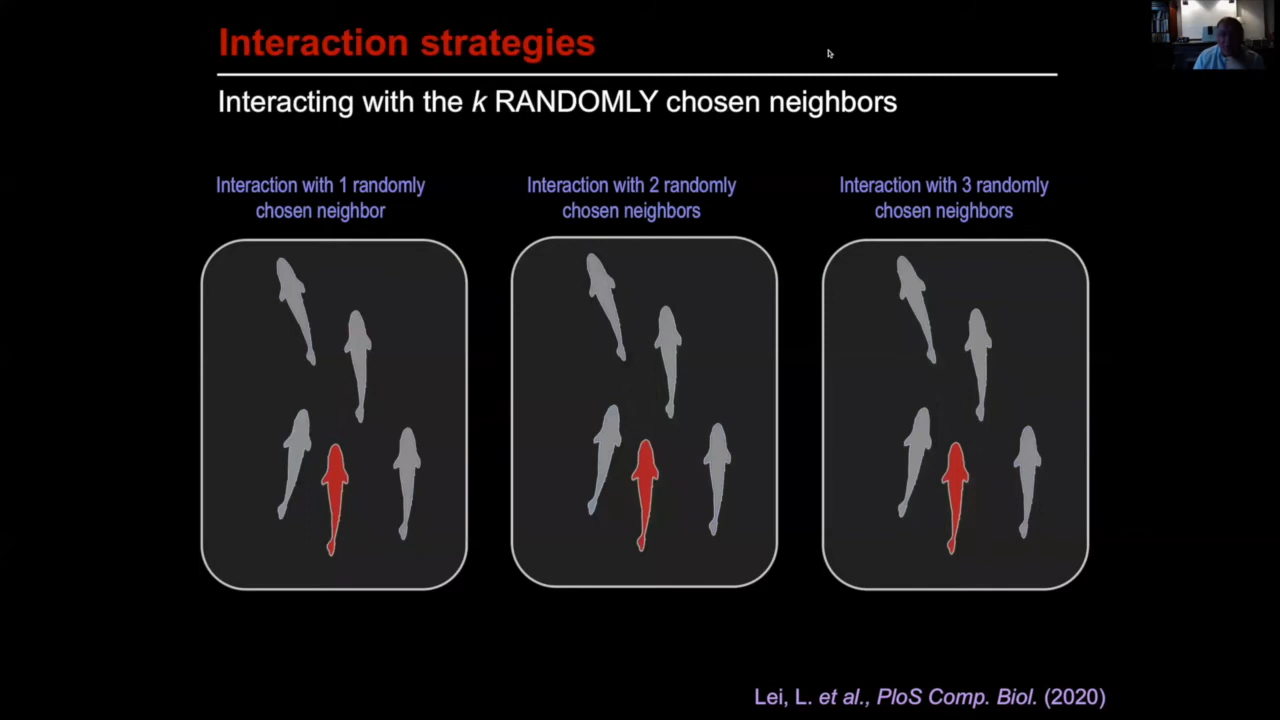 Interaction strategies
Interacting with the k RANDOMLY chosen neighbors
Interaction with 1 randomly
chosen neighbor
Interaction with 2 randomly
chosen neighbors
Interaction with 3 randomly
chosen neighbors
Lei, L. et al., PloS Comp. Biol. (2020)